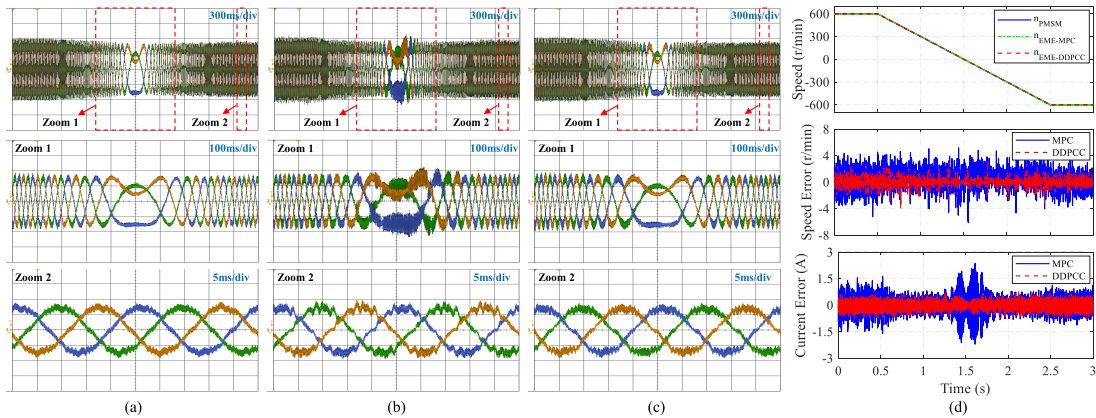 300ms/div
Zoom 1
Zoom 2
Zoom 1
100ms/div
Zoom 2
5ms/div
(a)
300ms/div
Zoom 1
Zoom 2
Zoom 1
100ms/div
Zoom 2
5ms/div
(b)
300ms/div
Zoom 1
Zoom 2
Zoom 1
100ms/div
Zoom 2
5ms/div
(c)
Speed (r/min)
600
300
0
-300
-600
n PMSM
n EME-MPC
n EME-DDPCC
Speed Error (r/min)
8
4
0
-4
-8
MPC
DDPCC
Current Error (A)
3
1.5
0
-1.5
-3
MPC
DDPCC
0 0.5 1 1.5 2 2.5 3
Time (s)
(d)